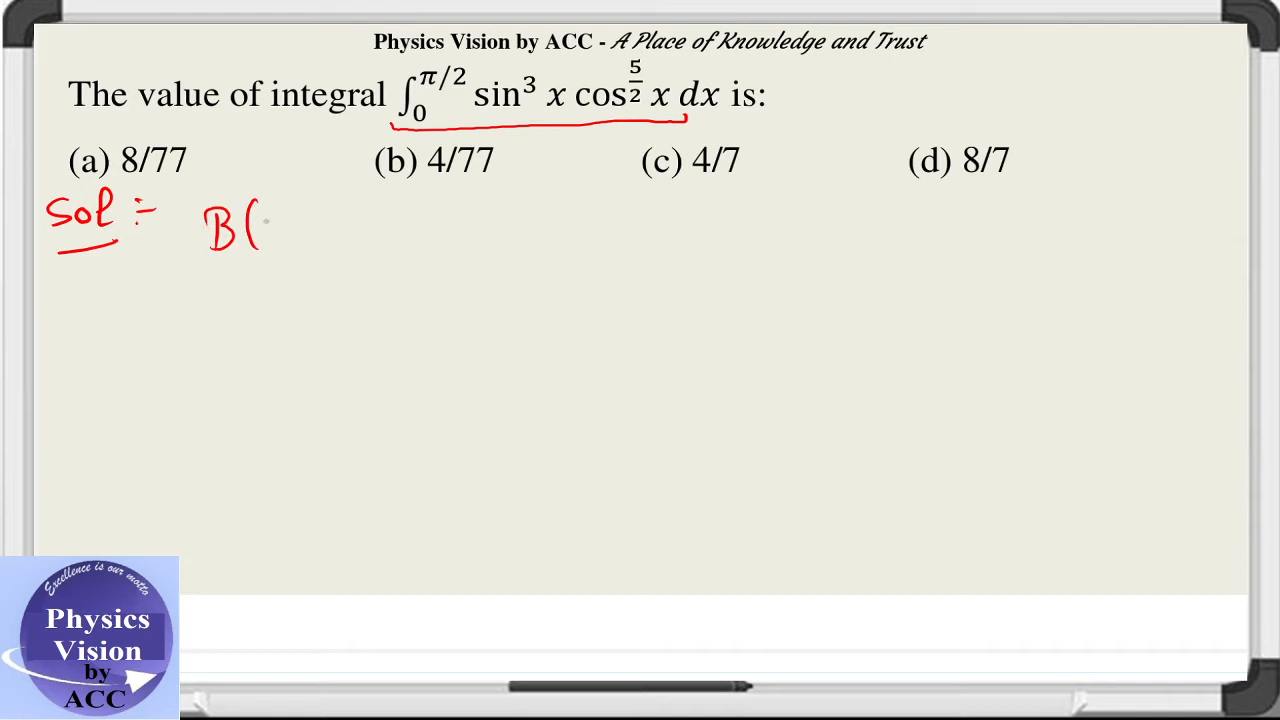 Physics Vision by ACC - A Place of Knowledge and Trust
The value of integral ∫₀^{π/2} sin³ x cos^{5/2} x dx is:
(a) 8/77 (b) 4/77 (c) 4/7 (d) 8/7
Sol :- B(
Excellence is our motto
Physics
Vision
by
ACC